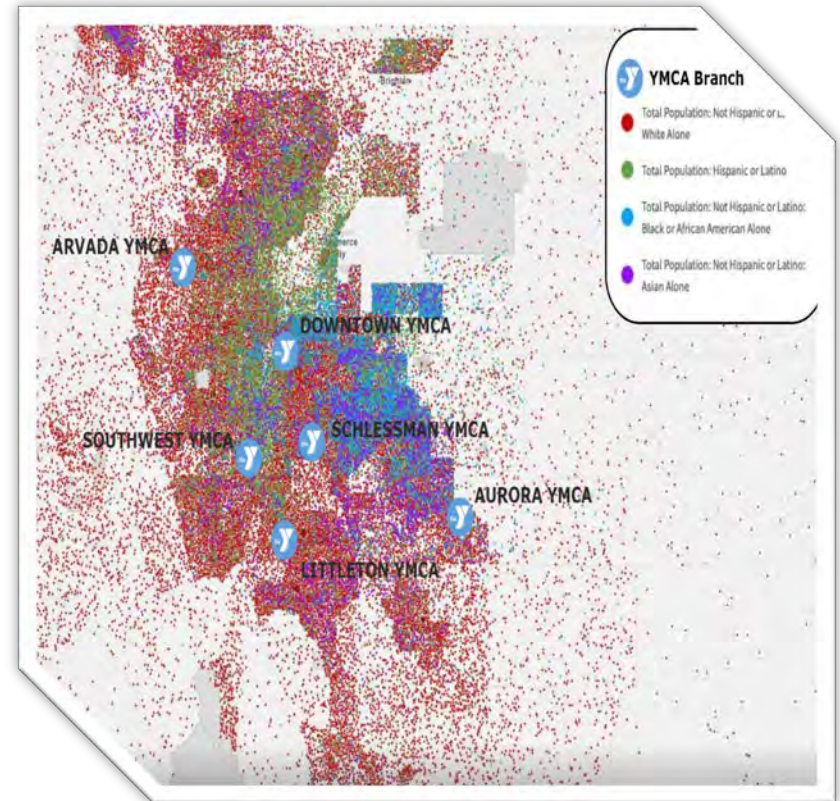 Brighton
YMCA Branch
Total Population: Not Hispanic or
White Alone
Total Population: Hispanic or Latino
Total Population: Not Hispanic or Latino:
Black or African American Alone
Total Population: Not Hispanic or Latino:
Asian Alone
ARVADA YMCA
DOWNTOWN YMCA
SOUTHWEST YMCA
SCHLESSMAN YMCA
AURORA YMCA
LITTLETON YMCA